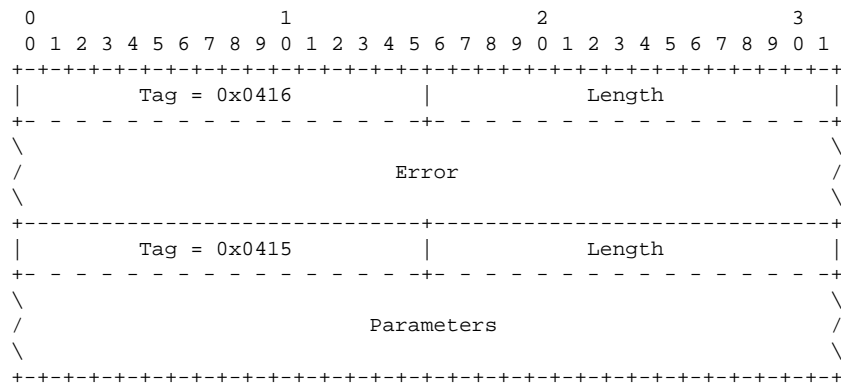 0                   1                   2                   3
 0 1 2 3 4 5 6 7 8 9 0 1 2 3 4 5 6 7 8 9 0 1 2 3 4 5 6 7 8 9 0 1
+-+-+-+-+-+-+-+-+-+-+-+-+-+-+-+-+-+-+-+-+-+-+-+-+-+-+-+-+-+-+-+-+
|         Tag = 0x0416          |            Length             |
+- - - - - - - - - - - - - - - -+- - - - - - - - - - - - - - - -+
\                                                               \
/                             Error                             /
\                                                               \
+-------------------------------+-------------------------------+
|         Tag = 0x0415          |            Length             |
+- - - - - - - - - - - - - - - -+- - - - - - - - - - - - - - - -+
\                                                               \
/                           Parameters                          /
\                                                               \
+-+-+-+-+-+-+-+-+-+-+-+-+-+-+-+-+-+-+-+-+-+-+-+-+-+-+-+-+-+-+-+-+